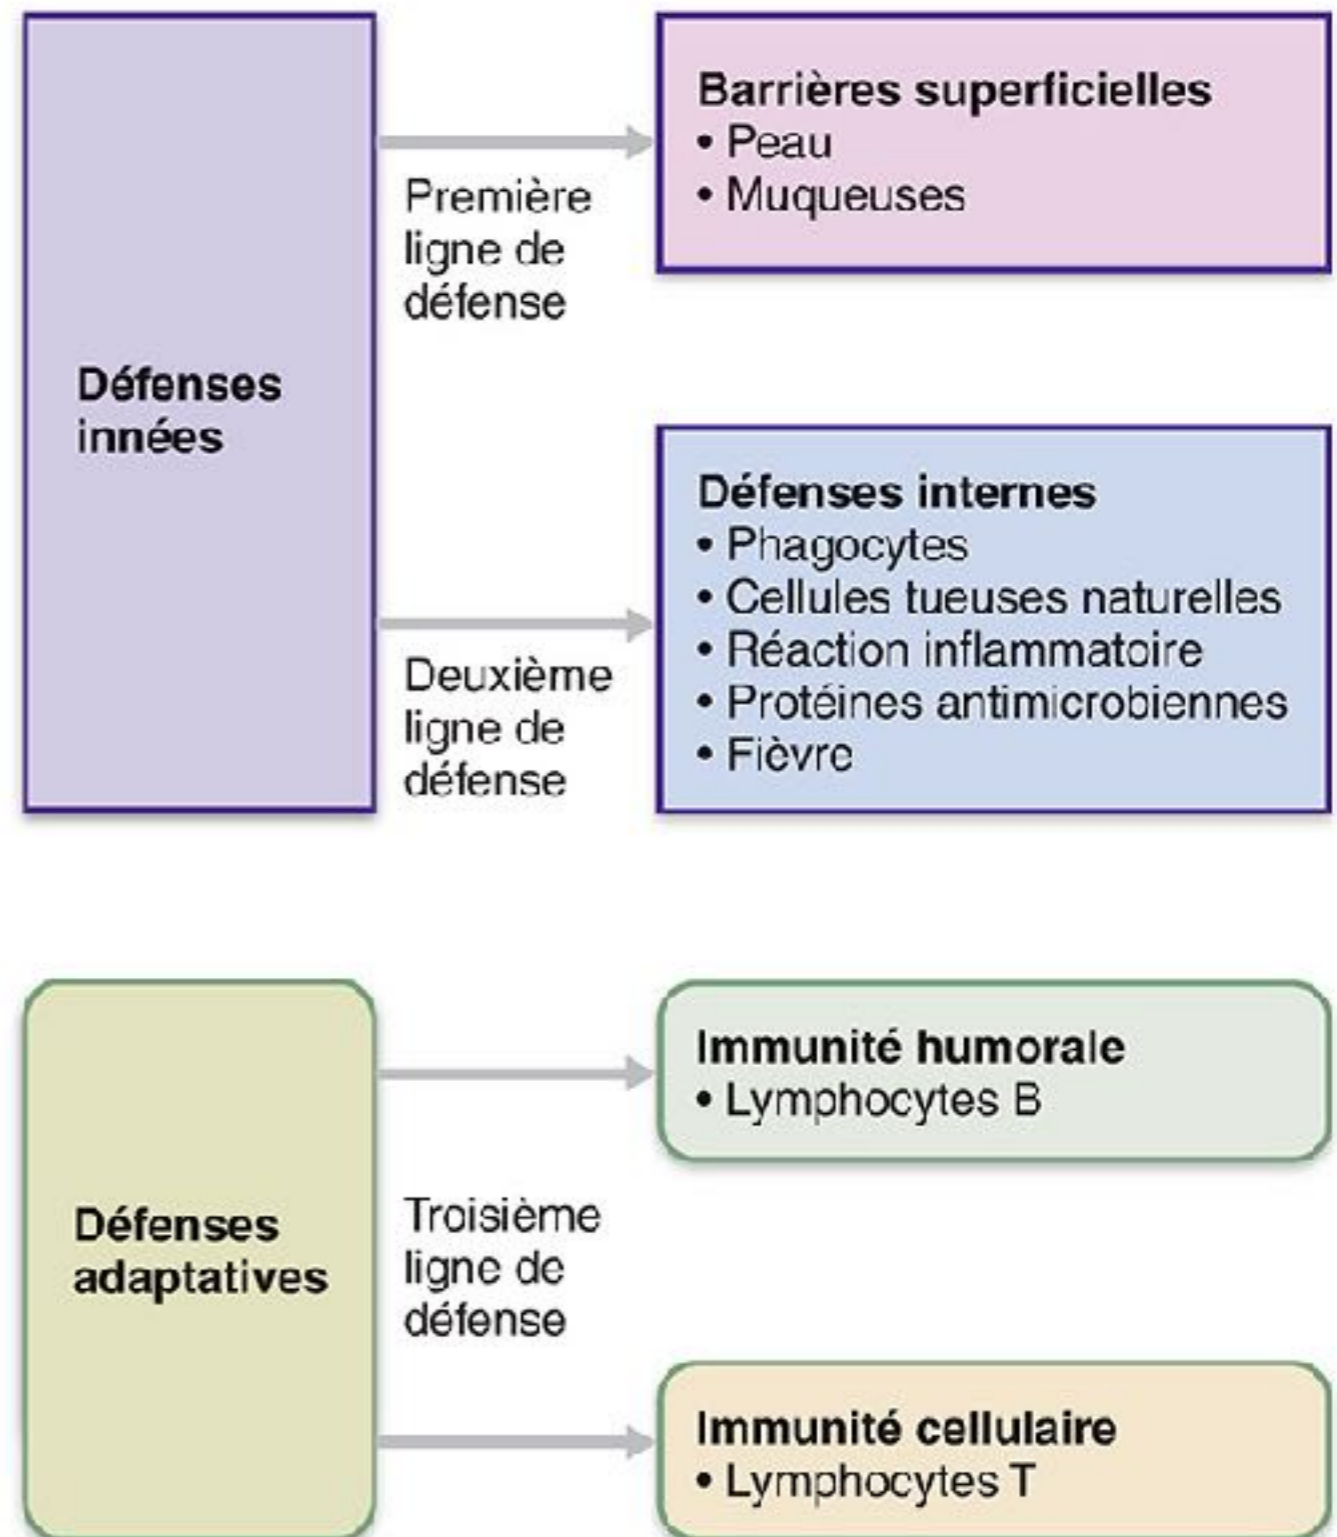 Défenses
innées
Première
ligne de
défense
Barrières superficielles
• Peau
• Muqueuses
Deuxième
ligne de
défense
Défenses internes
• Phagocytes
• Cellules tueuses naturelles
• Réaction inflammatoire
• Protéines antimicrobiennes
• Fièvre
Défenses
adaptatives
Troisième
ligne de
défense
Immunité humorale
• Lymphocytes B
Immunité cellulaire
• Lymphocytes T